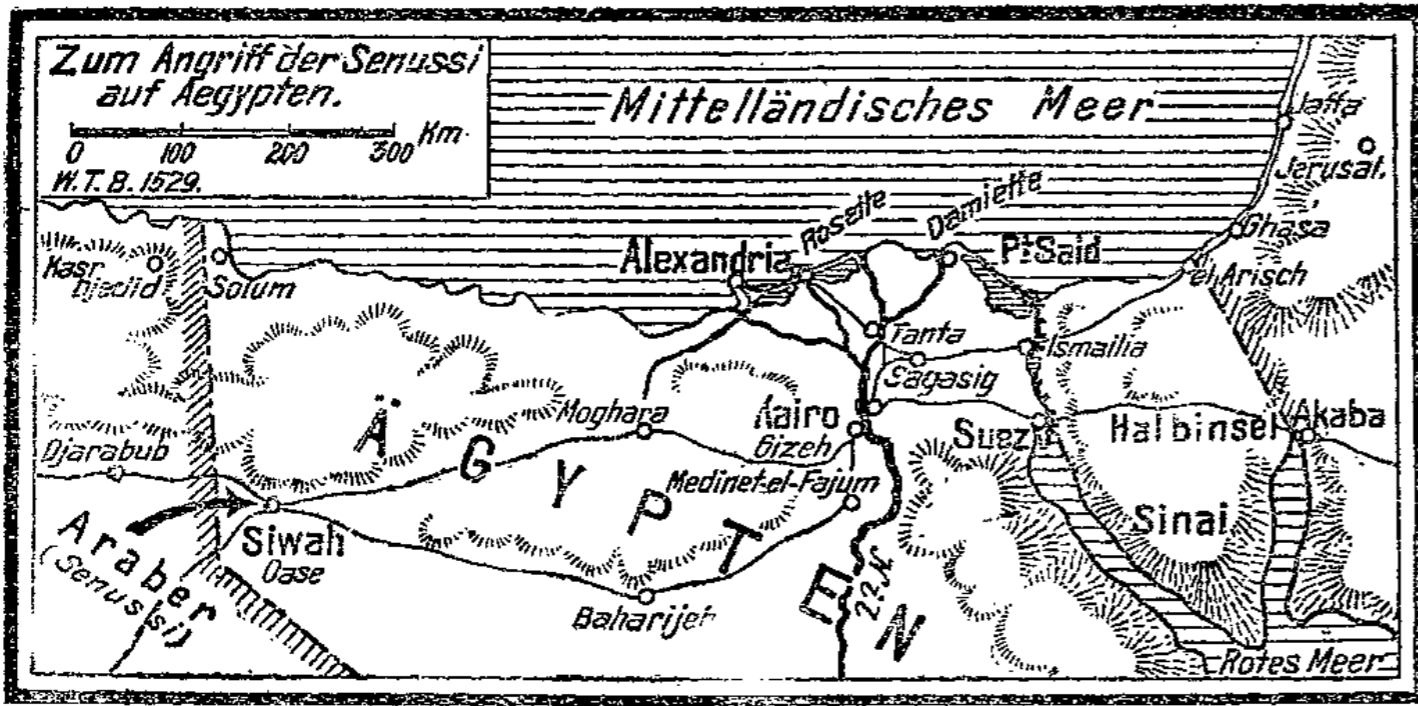 Zum Angriff der Senussi
auf Aegypten.
0 100 200 300 Km
W.T.B. 1529.
Mittelländisches Meer
Jaffa
Jerusal.
Rosette
Damiette
Ghasa
Alexandria
Pt Said
el Arisch
Kasr
Djedid
Solum
Tanta
Ismailia
Sagasig
Moghara
Kairo
Gizeh
Suez
Halbinsel
Akaba
Sinai
Djarabub
ÄGYPTEN
Medinet-el-Fajum
Siwah
Oase
Araber
(Senussi)
Baharijeh
Rotes Meer